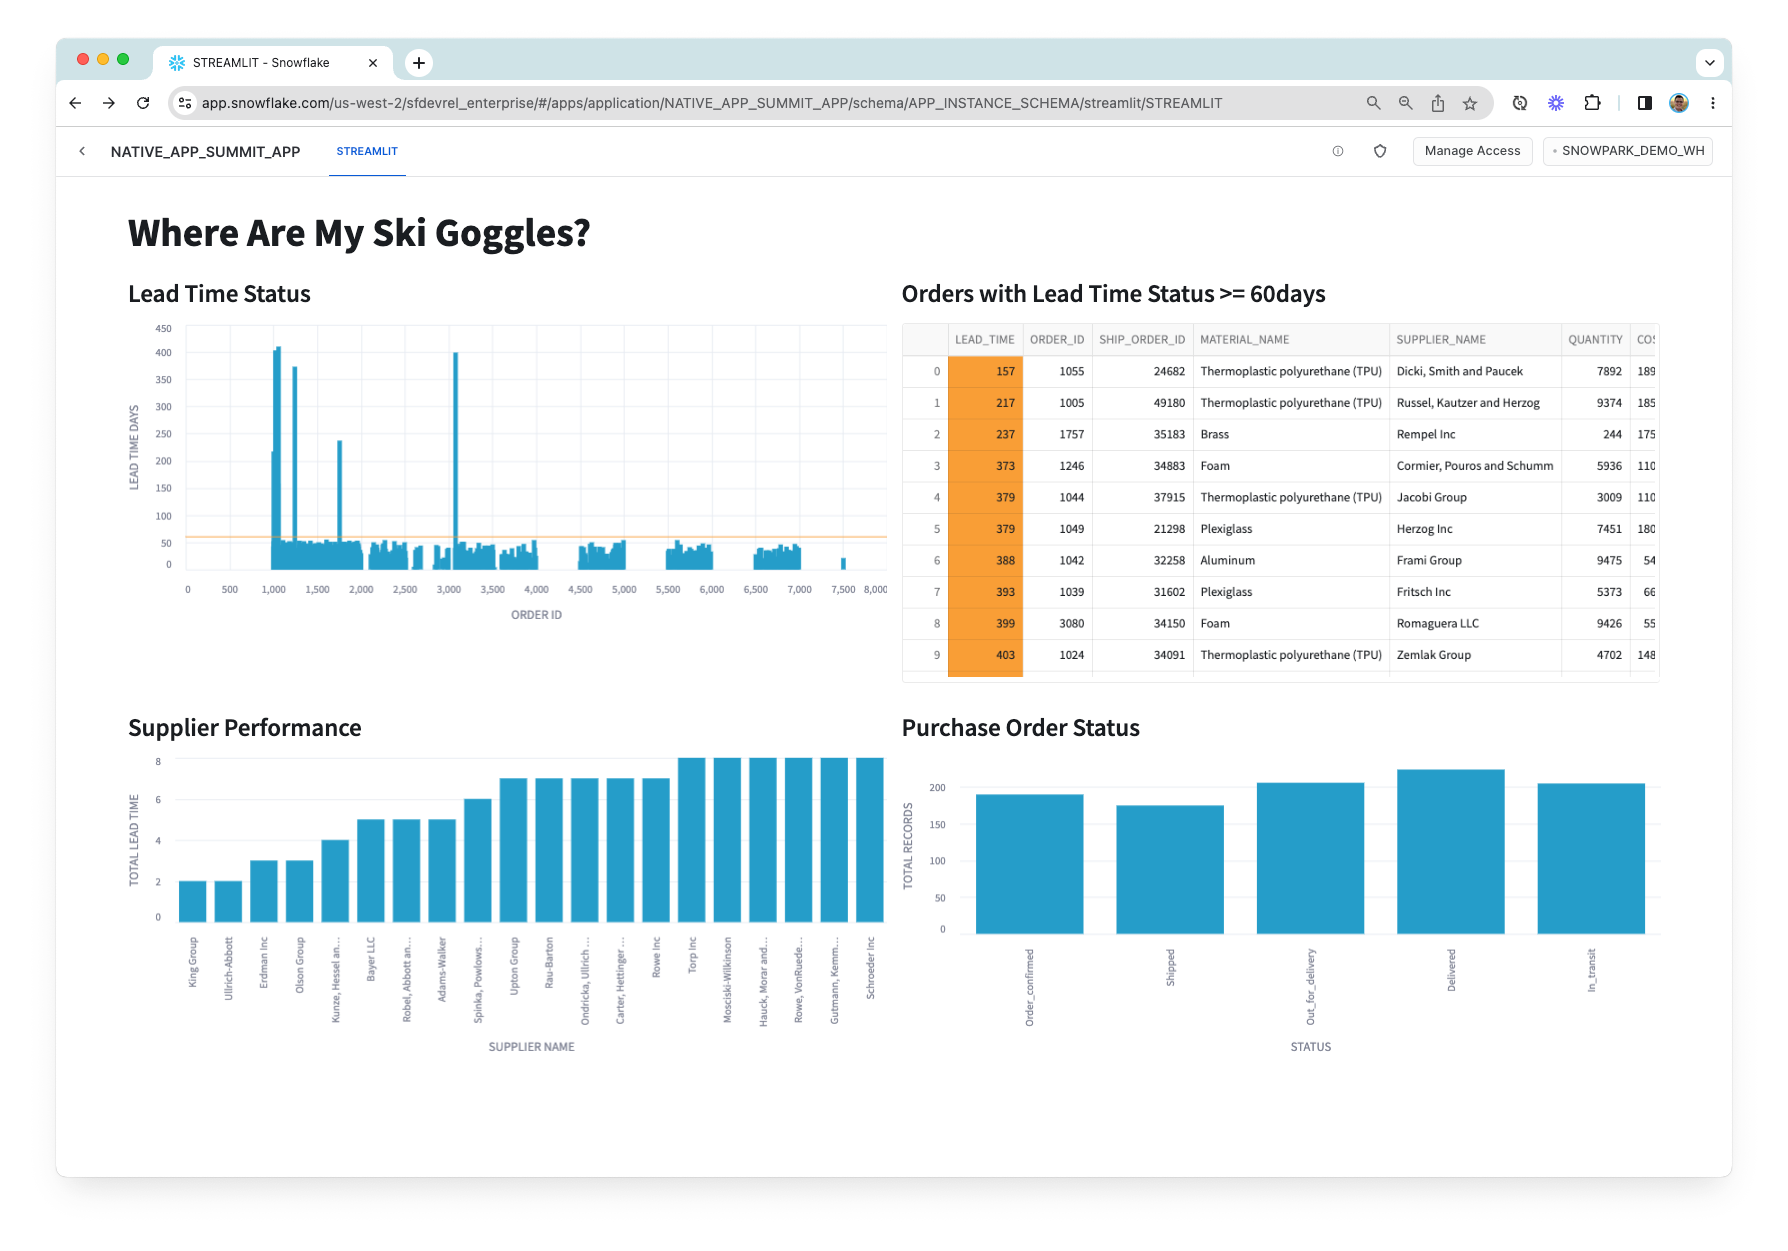 STREAMLIT - Snowflake
app.snowflake.com/us-west-2/sfdevrel_enterprise/#/apps/application/NATIVE_APP_SUMMIT_APP/schema/APP_INSTANCE_SCHEMA/streamlit/STREAMLIT
NATIVE_APP_SUMMIT_APP STREAMLIT Manage Access SNOWPARK_DEMO_WH
Where Are My Ski Goggles?
Lead Time Status
450
400
350
300
250
200
150
100
50
0
LEAD TIME DAYS
0 500 1,000 1,500 2,000 2,500 3,000 3,500 4,000 4,500 5,000 5,500 6,000 6,500 7,000 7,500 8,000
ORDER ID
Orders with Lead Time Status >= 60days
LEAD_TIME ORDER_ID SHIP_ORDER_ID MATERIAL_NAME SUPPLIER_NAME QUANTITY COS
0 157 1055 24682 Thermoplastic polyurethane (TPU) Dicki, Smith and Paucek 7892 189
1 217 1005 49180 Thermoplastic polyurethane (TPU) Russel, Kautzer and Herzog 9374 185
2 237 1757 35183 Brass Rempel Inc 244 175
3 373 1246 34883 Foam Cormier, Pouros and Schumm 5936 110
4 379 1044 37915 Thermoplastic polyurethane (TPU) Jacobi Group 3009 110
5 379 1049 21298 Plexiglass Herzog Inc 7451 180
6 388 1042 32258 Aluminum Frami Group 9475 54
7 393 1039 31602 Plexiglass Fritsch Inc 5373 66
8 399 3080 34150 Foam Romaguera LLC 9426 55
9 403 1024 34091 Thermoplastic polyurethane (TPU) Zemlak Group 4702 148
Supplier Performance
8
6
4
2
0
TOTAL LEAD TIME
King Group
Ullrich-Abbott
Erdman Inc
Olson Group
Kunze, Hessel an…
Bayer LLC
Robel, Abbott an…
Adams-Walker
Spinka, Powlows…
Upton Group
Rau-Barton
Ondricka, Ullrich …
Carter, Hettinger …
Rowe Inc
Torp Inc
Mosciski-Wilkinson
Hauck, Morar and…
Rowe, VonRuede…
Gutmann, Kemm…
Schroeder Inc
SUPPLIER NAME
Purchase Order Status
200
150
100
50
0
TOTAL RECORDS
Order_confirmed
Shipped
Out_for_delivery
Delivered
In_transit
STATUS